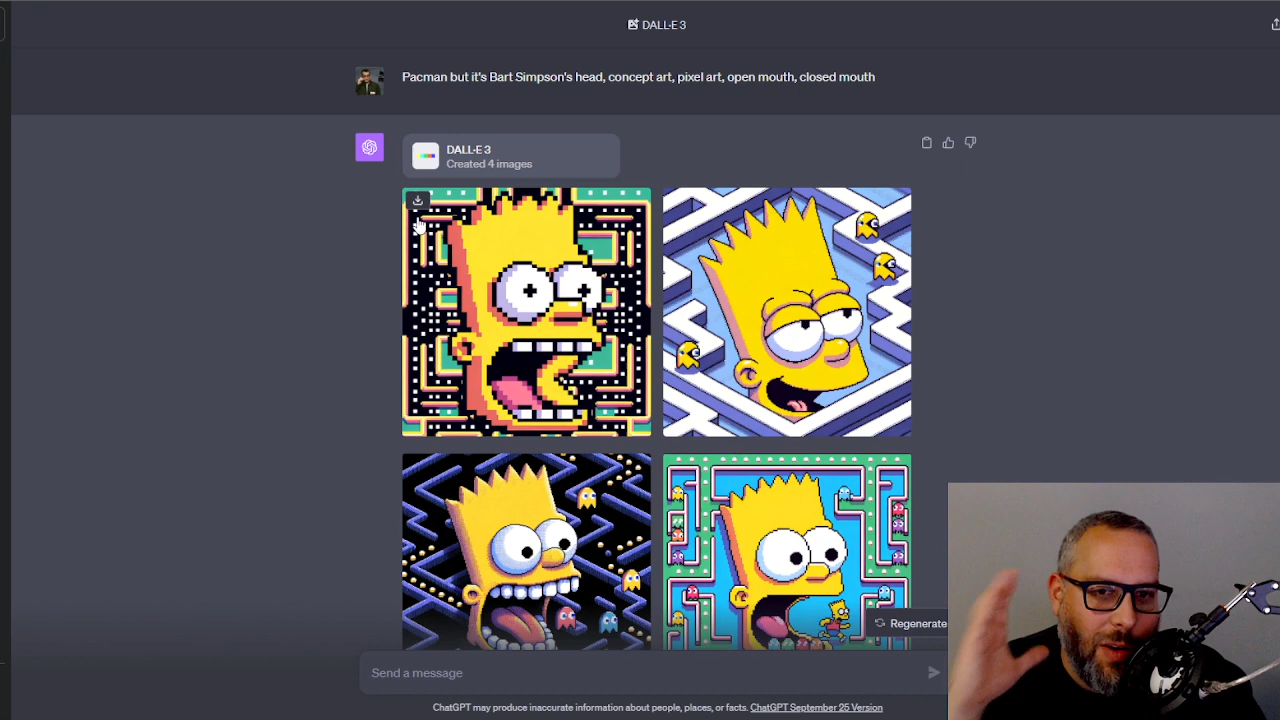 DALL·E 3
Pacman but it's Bart Simpson's head, concept art, pixel art, open mouth, closed mouth
DALL·E 3
Created 4 images
Regenerate
Send a message
ChatGPT may produce inaccurate information about people, places, or facts. ChatGPT September 25 Version